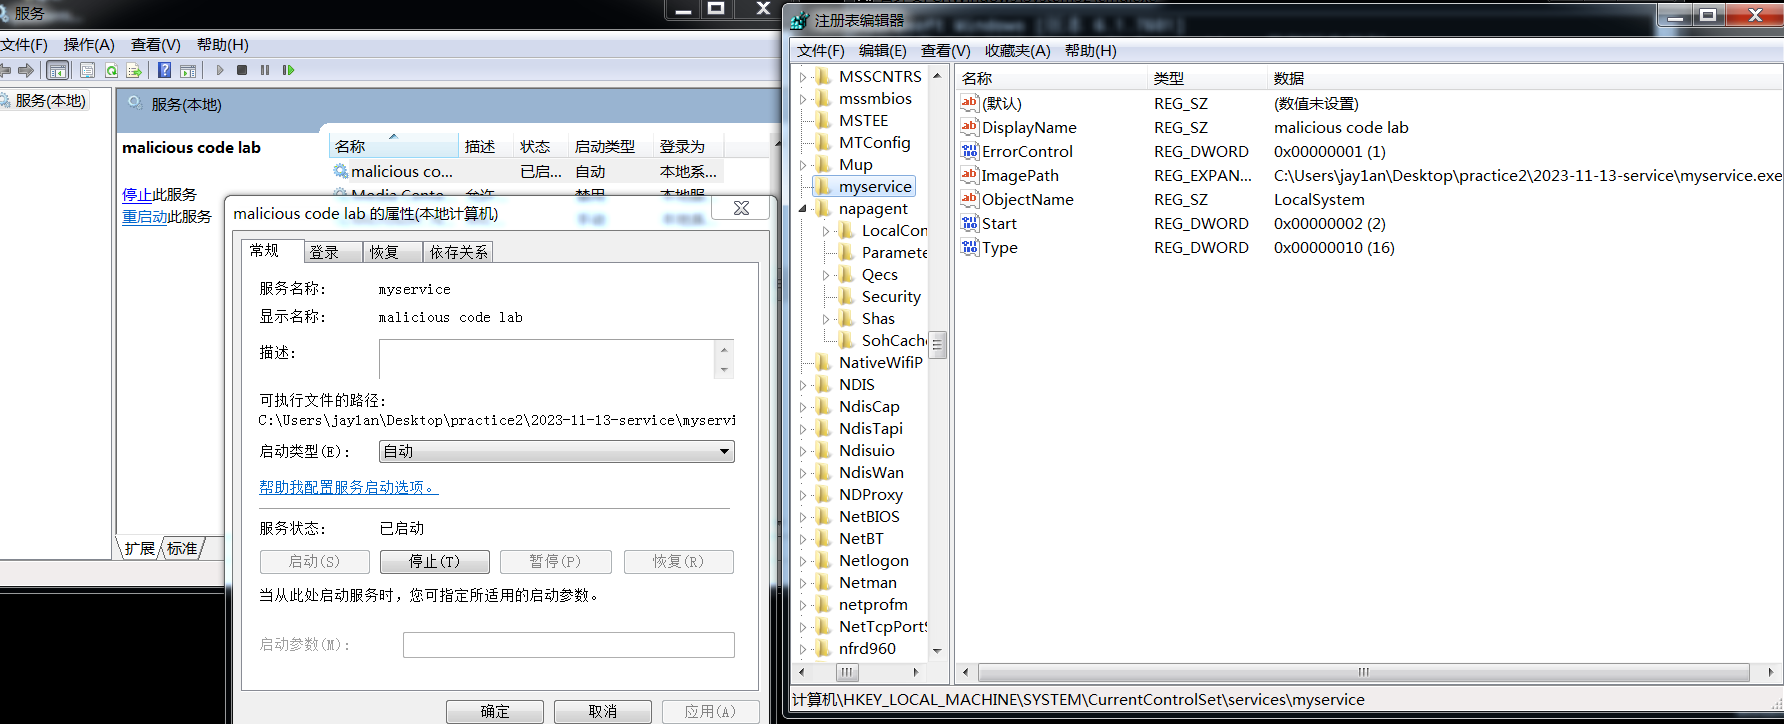 服务
文件(F) 操作(A) 查看(V) 帮助(H)
服务(本地)
服务(本地)
malicious code lab
停止此服务
重启动此服务
名称 描述 状态 启动类型 登录为
malicious co... 已启... 自动 本地系...
malicious code lab 的属性(本地计算机)
常规 登录 恢复 依存关系
服务名称: myservice
显示名称: malicious code lab
描述:
可执行文件的路径:
C:\Users\jay1an\Desktop\practice2\2023-11-13-service\myservi
启动类型(E): 自动
帮助我配置服务启动选项。
服务状态: 已启动
启动(S) 停止(T) 暂停(P) 恢复(R)
当从此处启动服务时，您可指定所适用的启动参数。
启动参数(M):
确定 取消 应用(A)
扩展 标准
注册表编辑器
文件(F) 编辑(E) 查看(V) 收藏夹(A) 帮助(H)
MSSCNTRS
mssmbios
MSTEE
MTConfig
Mup
myservice
napagent
LocalCon
Paramete
Qecs
Security
Shas
SohCach
NativeWifiP
NDIS
NdisCap
NdisTapi
Ndisuio
NdisWan
NDProxy
NetBIOS
NetBT
Netlogon
Netman
netprofm
NetTcpPortS
nfrd960
名称 类型 数据
(默认) REG_SZ (数值未设置)
DisplayName REG_SZ malicious code lab
ErrorControl REG_DWORD 0x00000001 (1)
ImagePath REG_EXPAN... C:\Users\jay1an\Desktop\practice2\2023-11-13-service\myservice.exe
ObjectName REG_SZ LocalSystem
Start REG_DWORD 0x00000002 (2)
Type REG_DWORD 0x00000010 (16)
计算机\HKEY_LOCAL_MACHINE\SYSTEM\CurrentControlSet\services\myservice